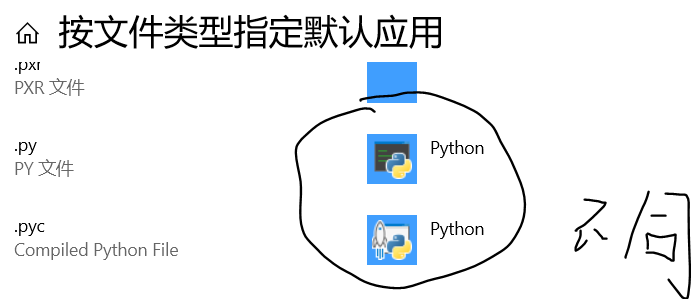 按文件类型指定默认应用
.pxr
PXR 文件
.py
PY 文件
Python
.pyc
Compiled Python File
Python
不同